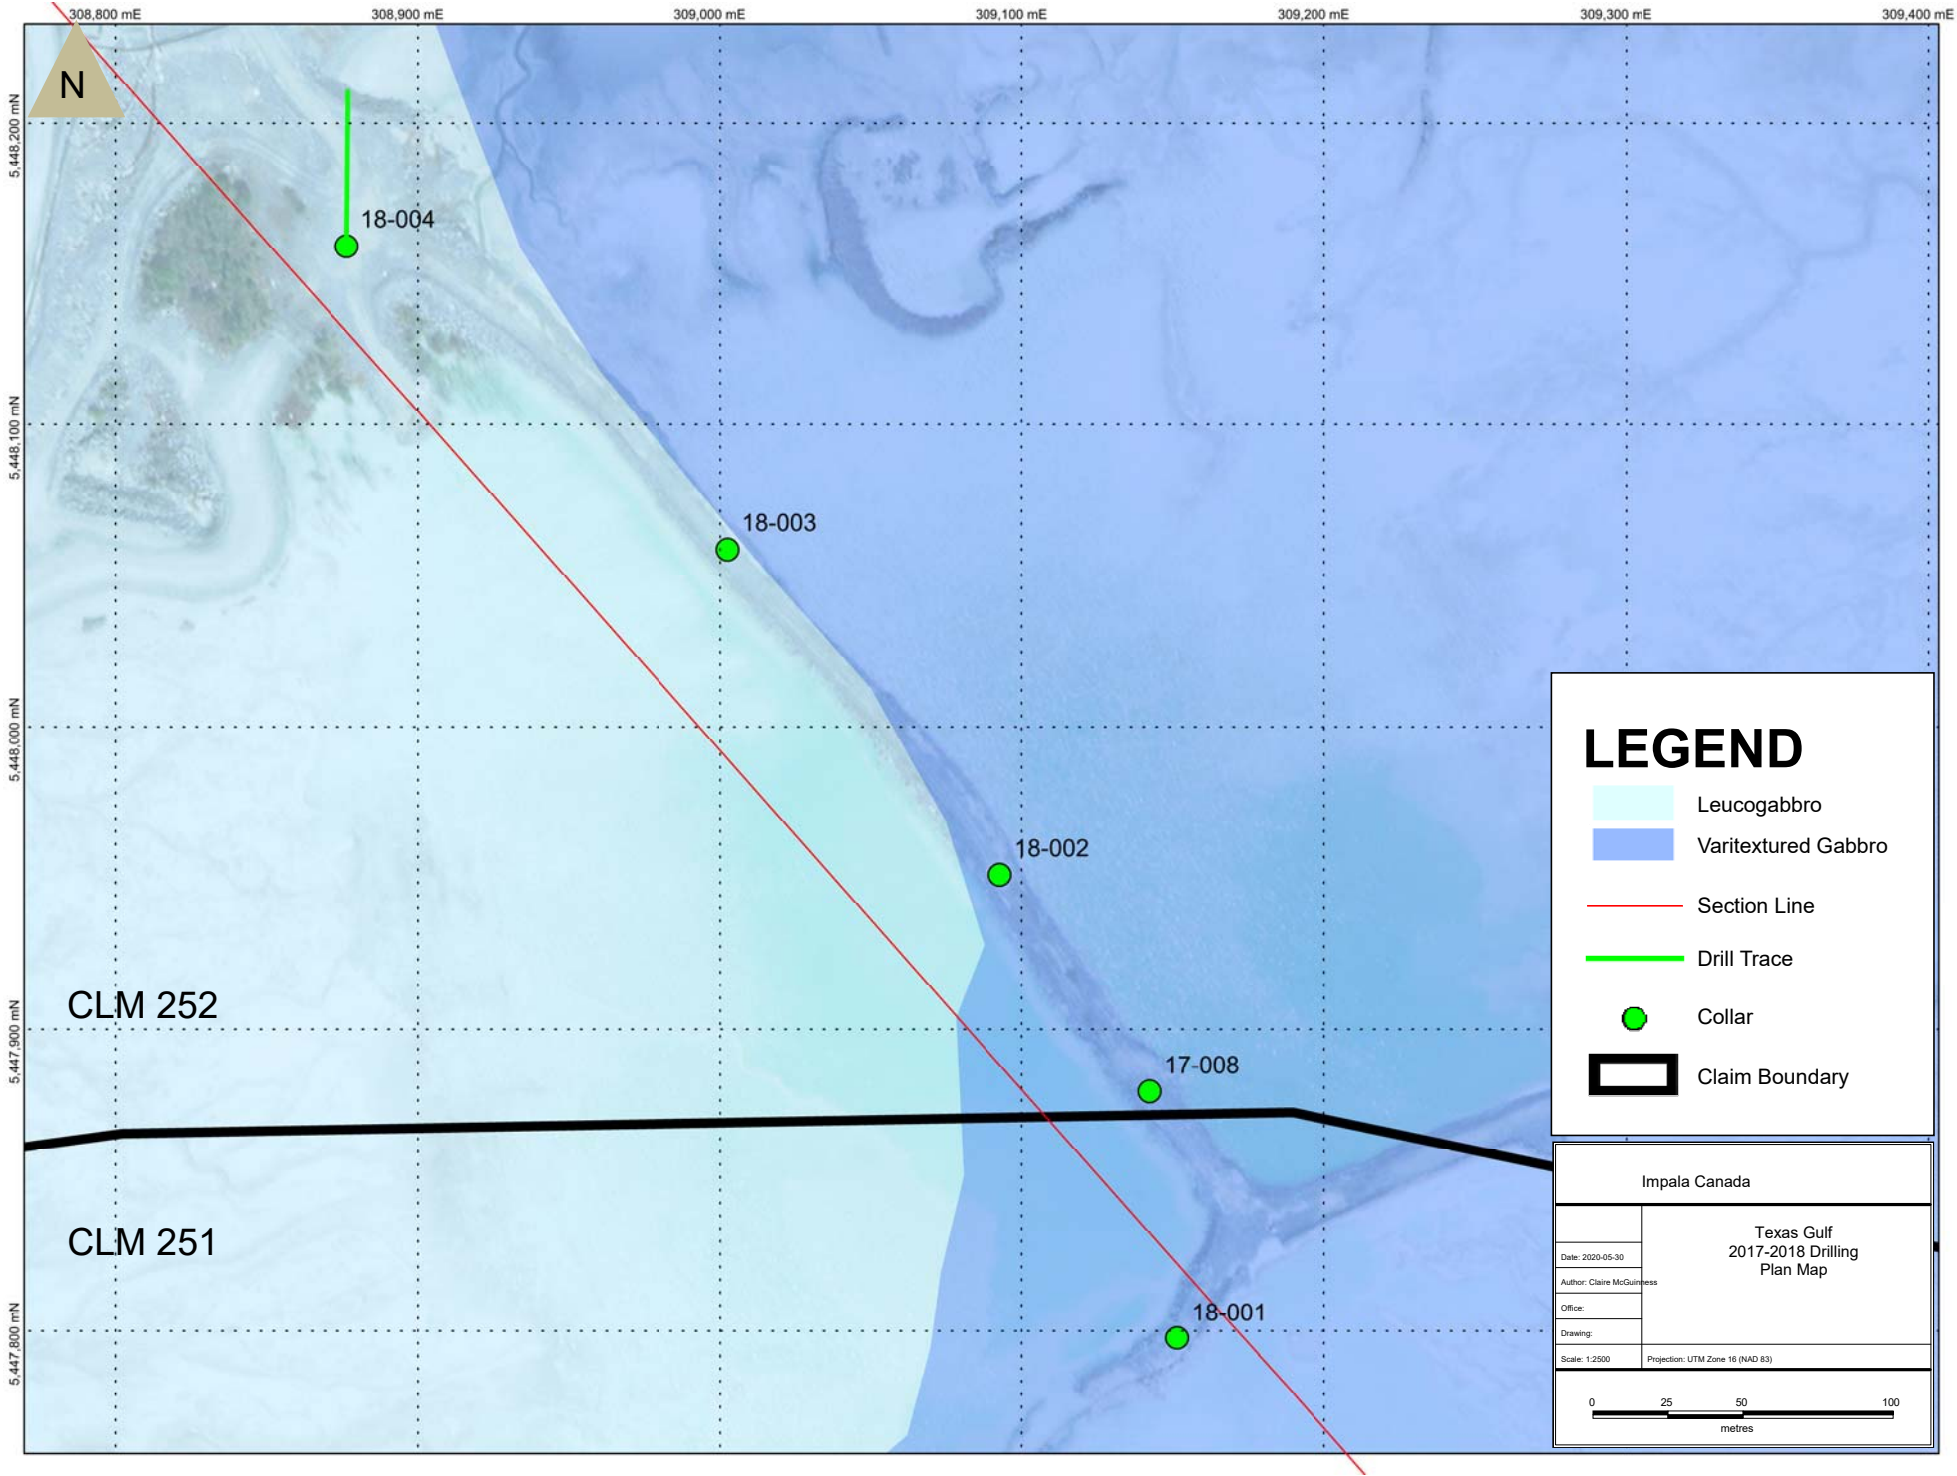 308,800 mE
308,900 mE
309,000 mE
309,100 mE
309,200 mE
309,300 mE
309,400 mE
N
5,448,200 mN
5,448,100 mN
5,448,000 mN
5,447,900 mN
5,447,800 mN
18-004
18-003
18-002
17-008
18-001
CLM 252
CLM 251
LEGEND
Leucogabbro
Varitextured Gabbro
Section Line
Drill Trace
Collar
Claim Boundary
Impala Canada
Texas Gulf
2017-2018 Drilling
Plan Map
Date: 2020-05-30
Author: Claire McGuinness
Office:
Drawing:
Scale: 1:2500
Projection: UTM Zone 16 (NAD 83)
0 25 50 100
metres